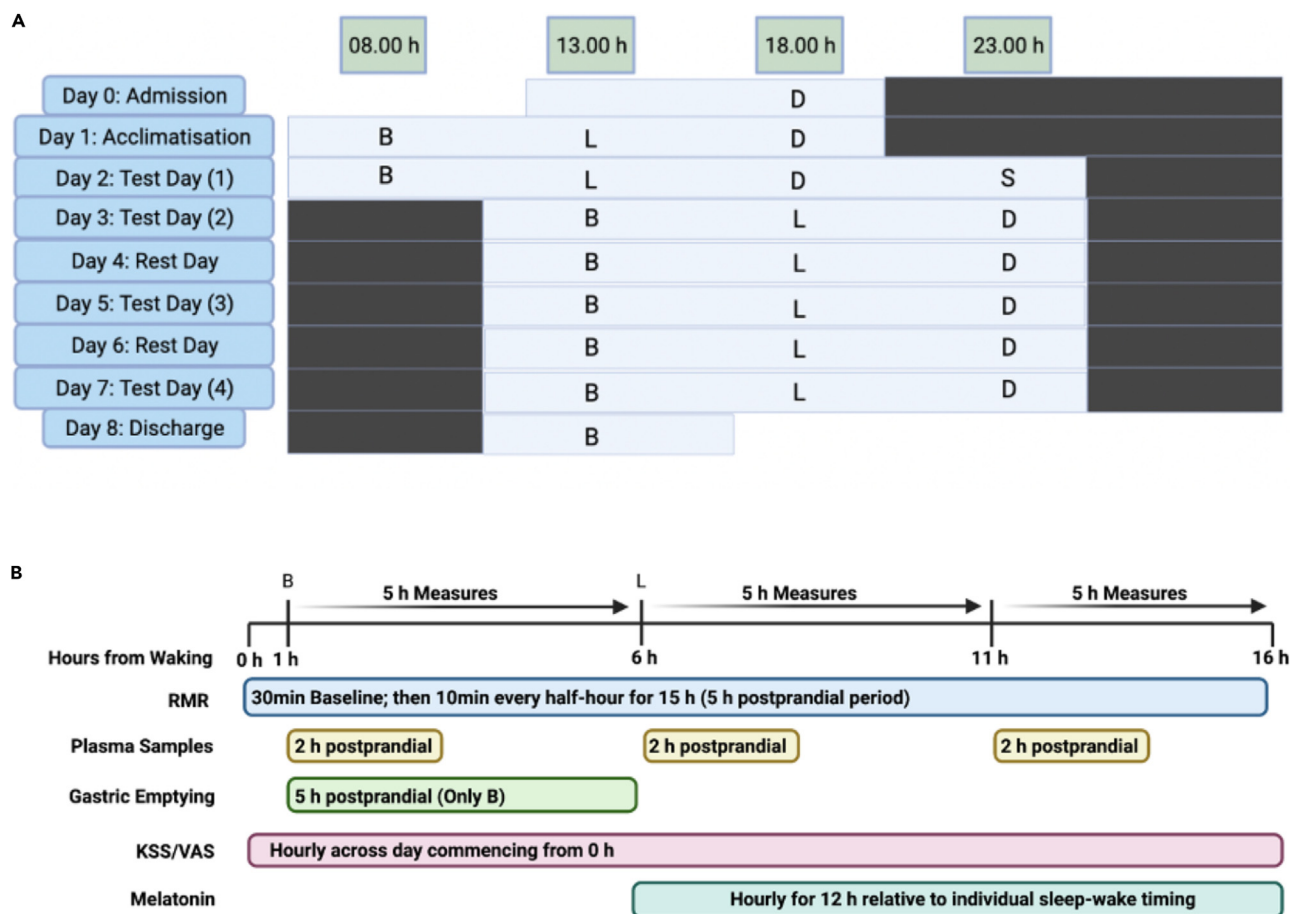 A
08.00 h 13.00 h 18.00 h 23.00 h
Day 0: Admission D
Day 1: Acclimatisation B L D
Day 2: Test Day (1) B L D S
Day 3: Test Day (2) B L D
Day 4: Rest Day B L D
Day 5: Test Day (3) B L D
Day 6: Rest Day B L D
Day 7: Test Day (4) B L D
Day 8: Discharge B
B
B L
5 h Measures 5 h Measures 5 h Measures
Hours from Waking 0 h 1 h 6 h 11 h 16 h
RMR 30min Baseline; then 10min every half-hour for 15 h (5 h postprandial period)
Plasma Samples 2 h postprandial 2 h postprandial 2 h postprandial
Gastric Emptying 5 h postprandial (Only B)
KSS/VAS Hourly across day commencing from 0 h
Melatonin Hourly for 12 h relative to individual sleep-wake timing